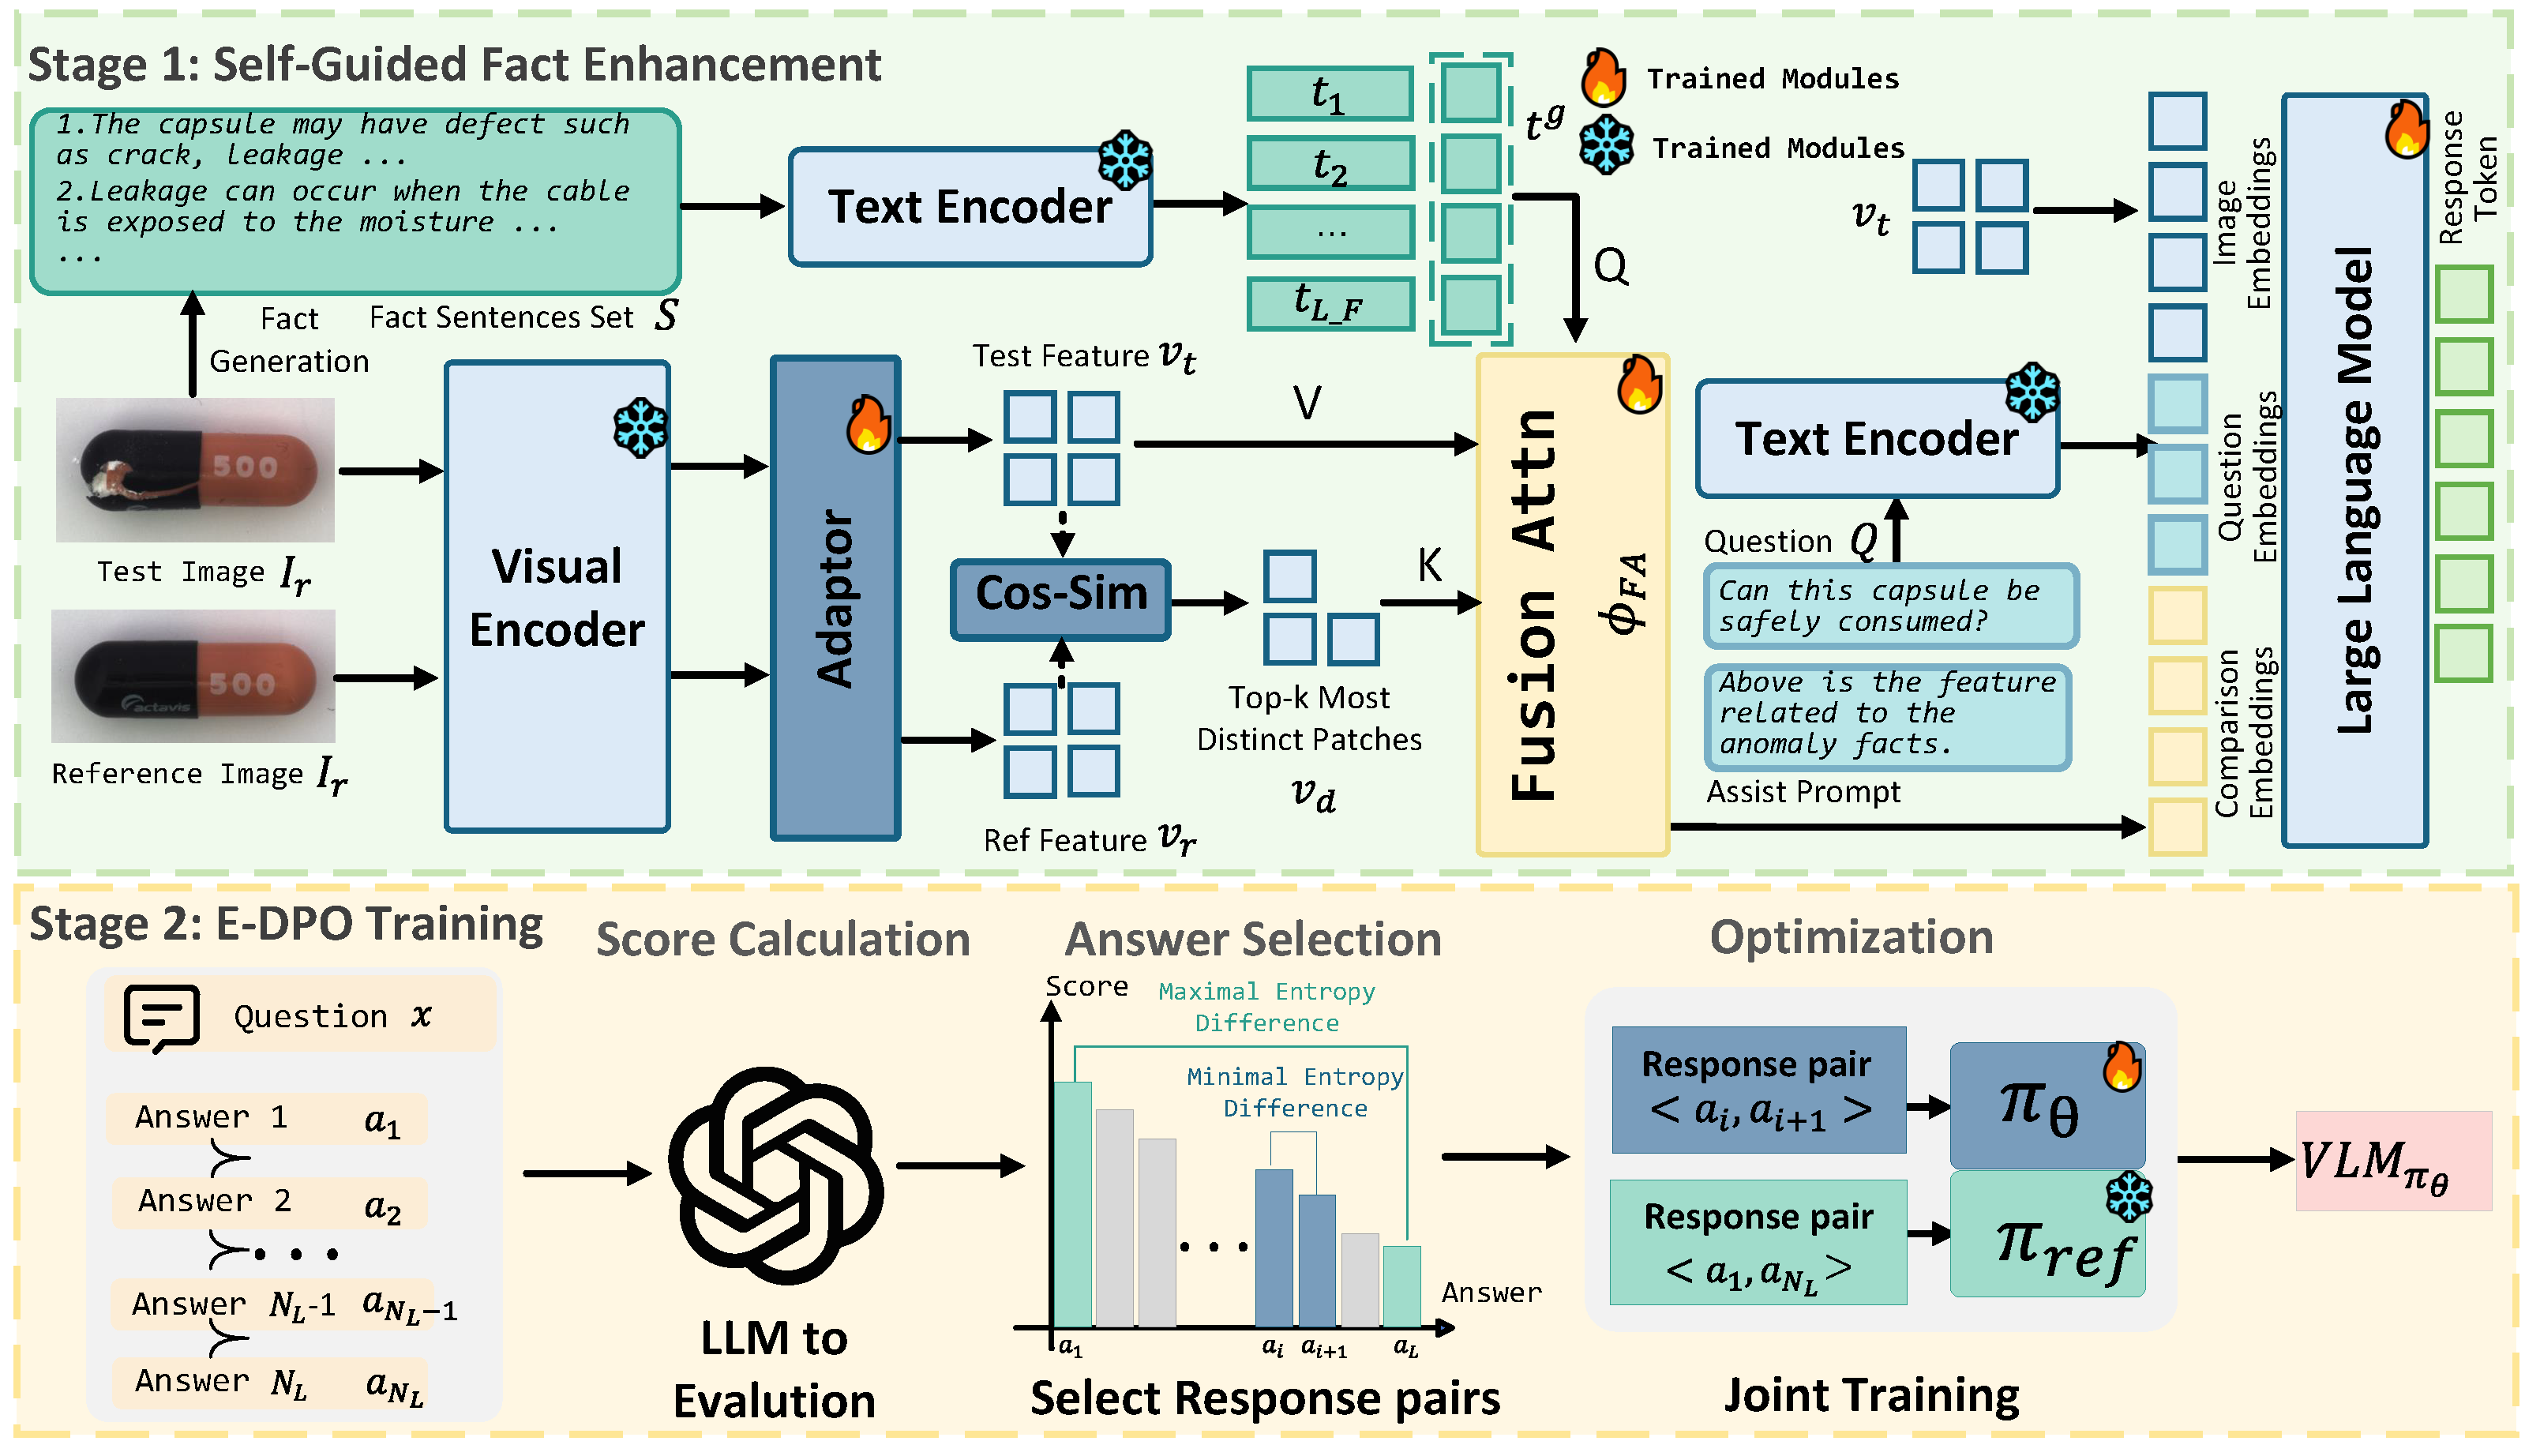 Stage 1: Self-Guided Fact Enhancement
1.The capsule may have defect such
as crack, leakage ...
2.Leakage can occur when the cable
is exposed to the moisture ...
...
Fact
Generation
Fact Sentences Set S
Text Encoder
t_1
t_2
...
t_{L_F}
t^g
Trained Modules
Trained Modules
Q
500
Test Image I_r
actavis
500
Reference Image I_r
Visual
Encoder
Adaptor
Test Feature v_t
V
Cos-Sim
K
Top-k Most
Distinct Patches
v_d
Ref Feature v_r
Fusion Attn
ϕ_{FA}
v_t
Text Encoder
Question Q
Can this capsule be
safely consumed?
Above is the feature
related to the
anomaly facts.
Assist Prompt
Image
Embeddings
Question
Embeddings
Comparison
Embeddings
Large Language Model
Response
Token
Stage 2: E-DPO Training
Question x
Answer 1 a_1
Answer 2 a_2
...
Answer N_L-1 a_{N_L-1}
Answer N_L a_{N_L}
Score Calculation
LLM to
Evalution
Answer Selection
Score
Maximal Entropy
Difference
Minimal Entropy
Difference
...
Answer
a_1 a_i a_{i+1} a_L
Select Response pairs
Optimization
Response pair
< a_i, a_{i+1} >
π_θ
Response pair
< a_1, a_{N_L} >
π_{ref}
Joint Training
VLM_{π_θ}